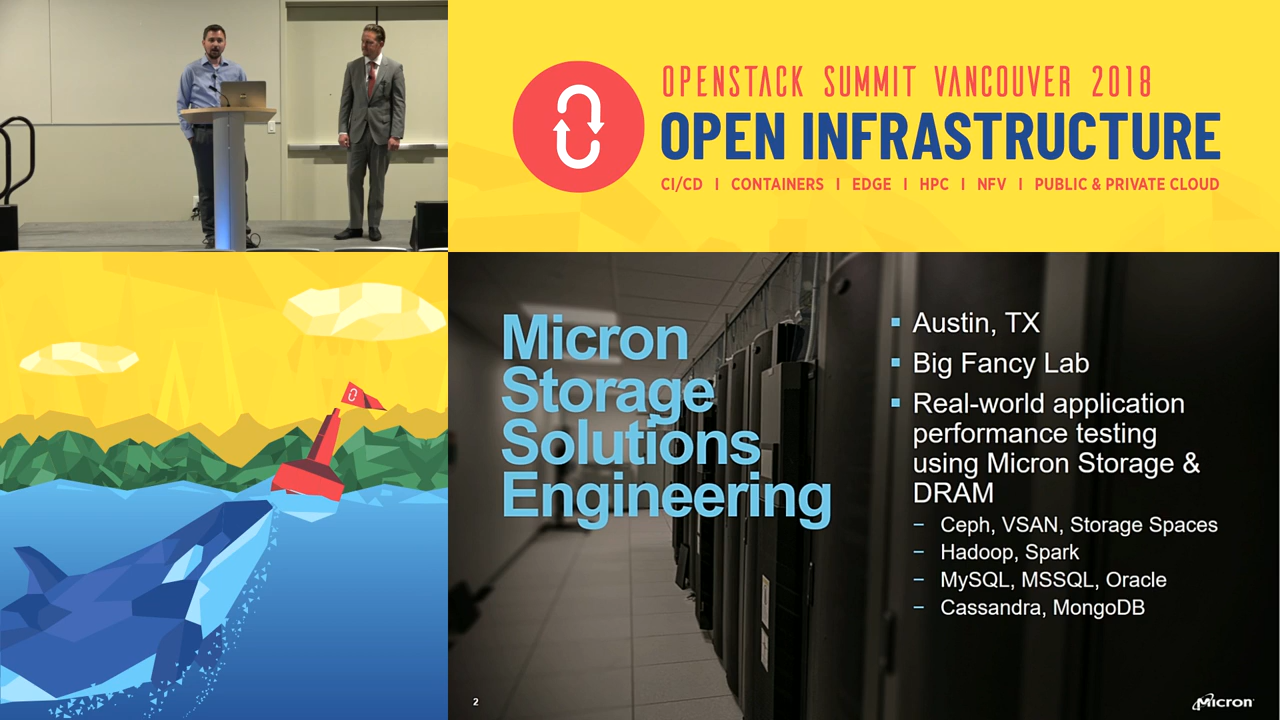 OPENSTACK SUMMIT VANCOUVER 2018
OPEN INFRASTRUCTURE
CI/CD | CONTAINERS | EDGE | HPC | NFV | PUBLIC & PRIVATE CLOUD
Micron
Storage
Solutions
Engineering
Austin, TX
Big Fancy Lab
Real-world application
performance testing
using Micron Storage &
DRAM
– Ceph, VSAN, Storage Spaces
– Hadoop, Spark
– MySQL, MSSQL, Oracle
– Cassandra, MongoDB
2
Micron